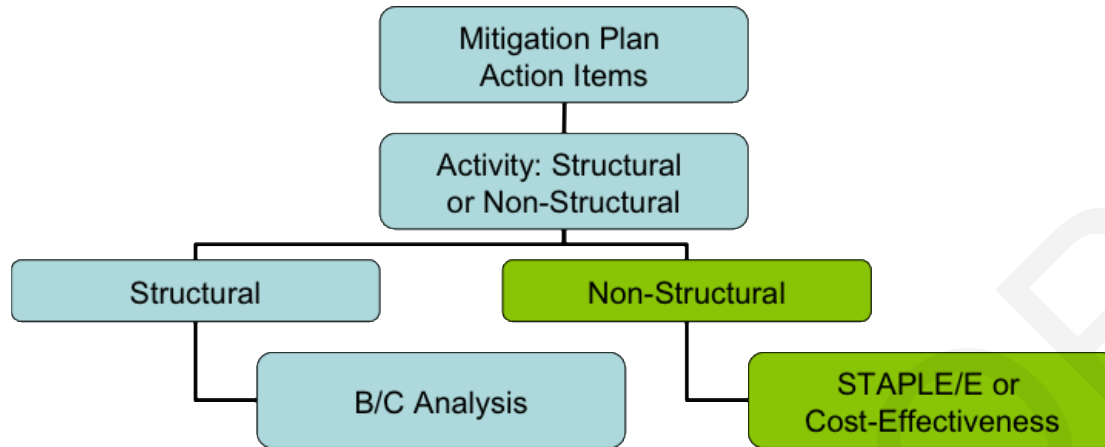 Mitigation Plan
Action Items
Activity: Structural
or Non-Structural
Structural
Non-Structural
B/C Analysis
STAPLE/E or
Cost-Effectiveness